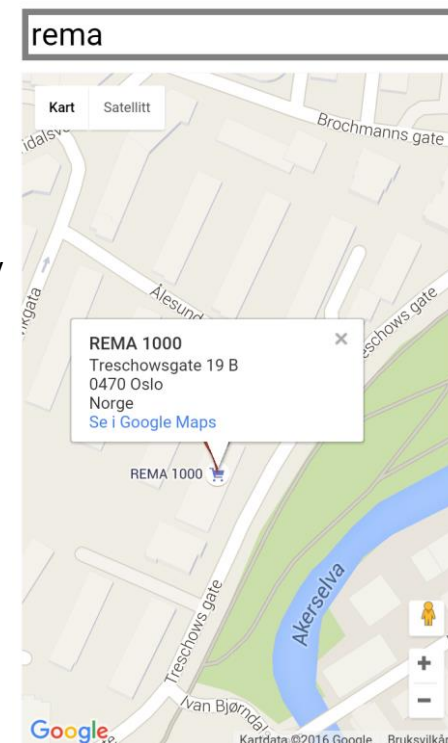 rema
Kart Satellitt
Brochmanns gate
REMA 1000
Treschowsgate 19 B
0470 Oslo
Norge
Se i Google Maps
REMA 1000
Treschows gate
Akerselva
Google
Kartdata ©2016 Google